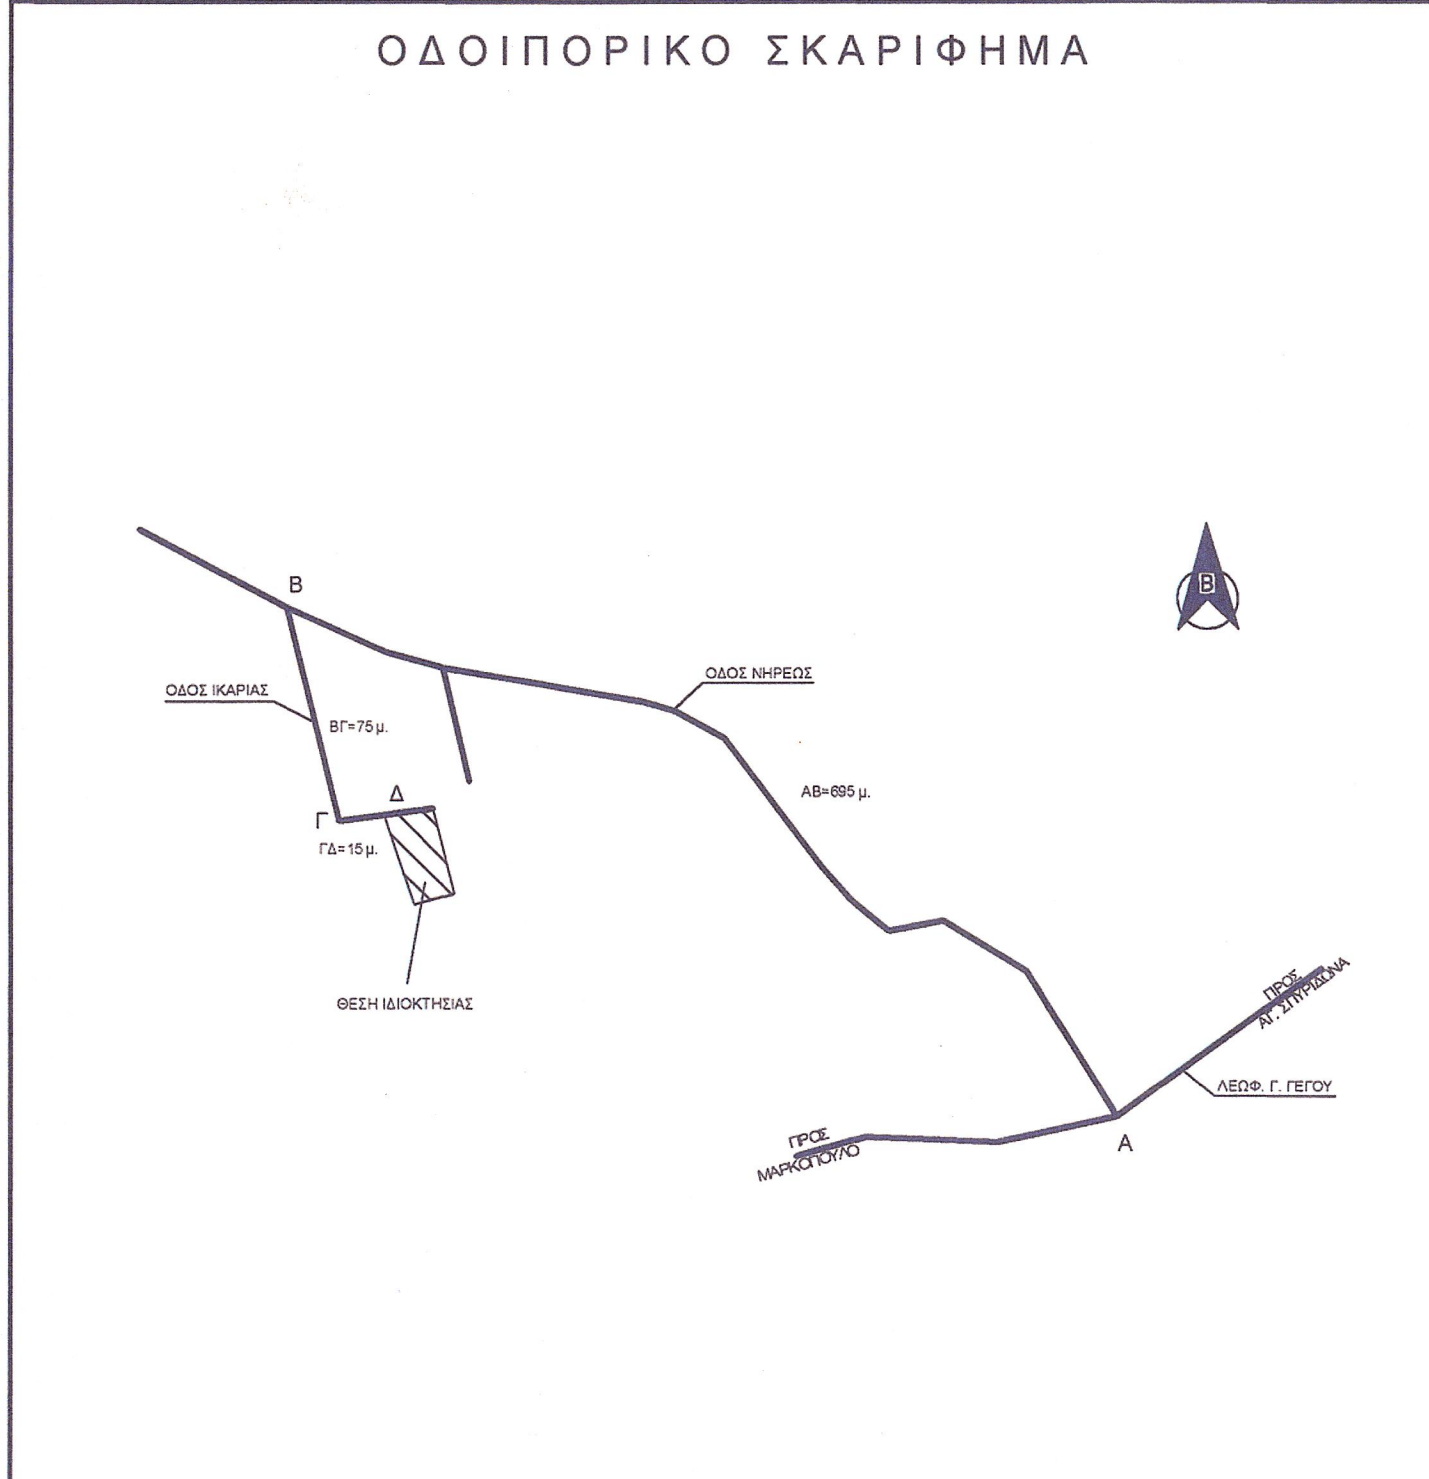 ΟΔΟΙΠΟΡΙΚΟ ΣΚΑΡΙΦΗΜΑ
Β
Β
ΟΔΟΣ ΝΗΡΕΩΣ
ΟΔΟΣ ΙΚΑΡΙΑΣ
ΒΓ=75 μ.
ΑΒ=695 μ.
Δ
Γ
ΓΔ=15 μ.
ΘΕΣΗ ΙΔΙΟΚΤΗΣΙΑΣ
ΠΡΟΣ
ΑΓ. ΣΠΥΡΙΔΩΝΑ
ΛΕΩΦ. Γ. ΓΕΓΟΥ
Α
ΠΡΟΣ
ΜΑΡΚΟΠΟΥΛΟ